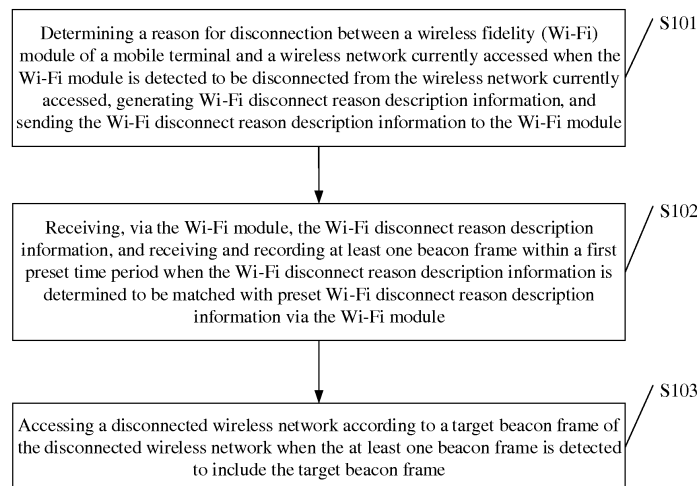 Determining a reason for disconnection between a wireless fidelity (Wi-Fi)
module of a mobile terminal and a wireless network currently accessed when the
Wi-Fi module is detected to be disconnected from the wireless network currently
accessed, generating Wi-Fi disconnect reason description information, and
sending the Wi-Fi disconnect reason description information to the Wi-Fi module
S101
Receiving, via the Wi-Fi module, the Wi-Fi disconnect reason description
information, and receiving and recording at least one beacon frame within a first
preset time period when the Wi-Fi disconnect reason description information is
determined to be matched with preset Wi-Fi disconnect reason description
information via the Wi-Fi module
S102
Accessing a disconnected wireless network according to a target beacon frame of
the disconnected wireless network when the at least one beacon frame is detected
to include the target beacon frame
S103